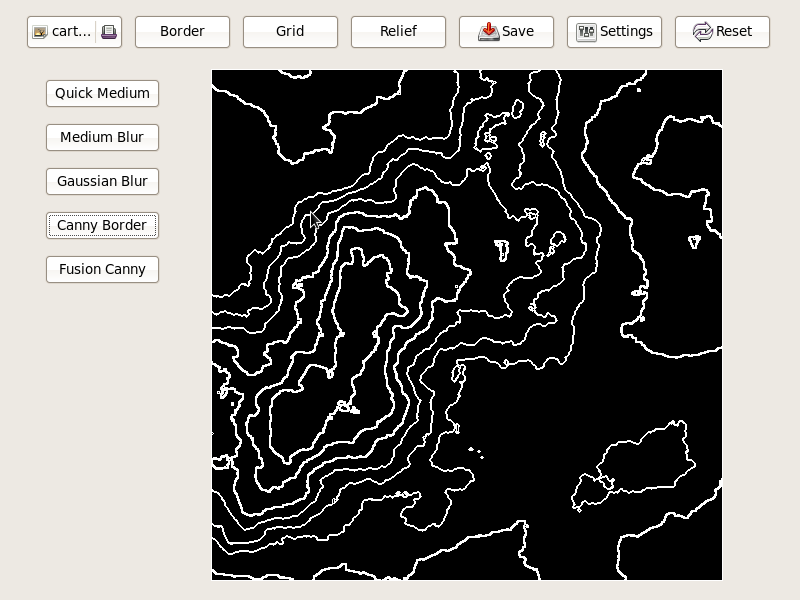 cart...
Border
Grid
Relief
Save
Settings
Reset
Quick Medium
Medium Blur
Gaussian Blur
Canny Border
Fusion Canny